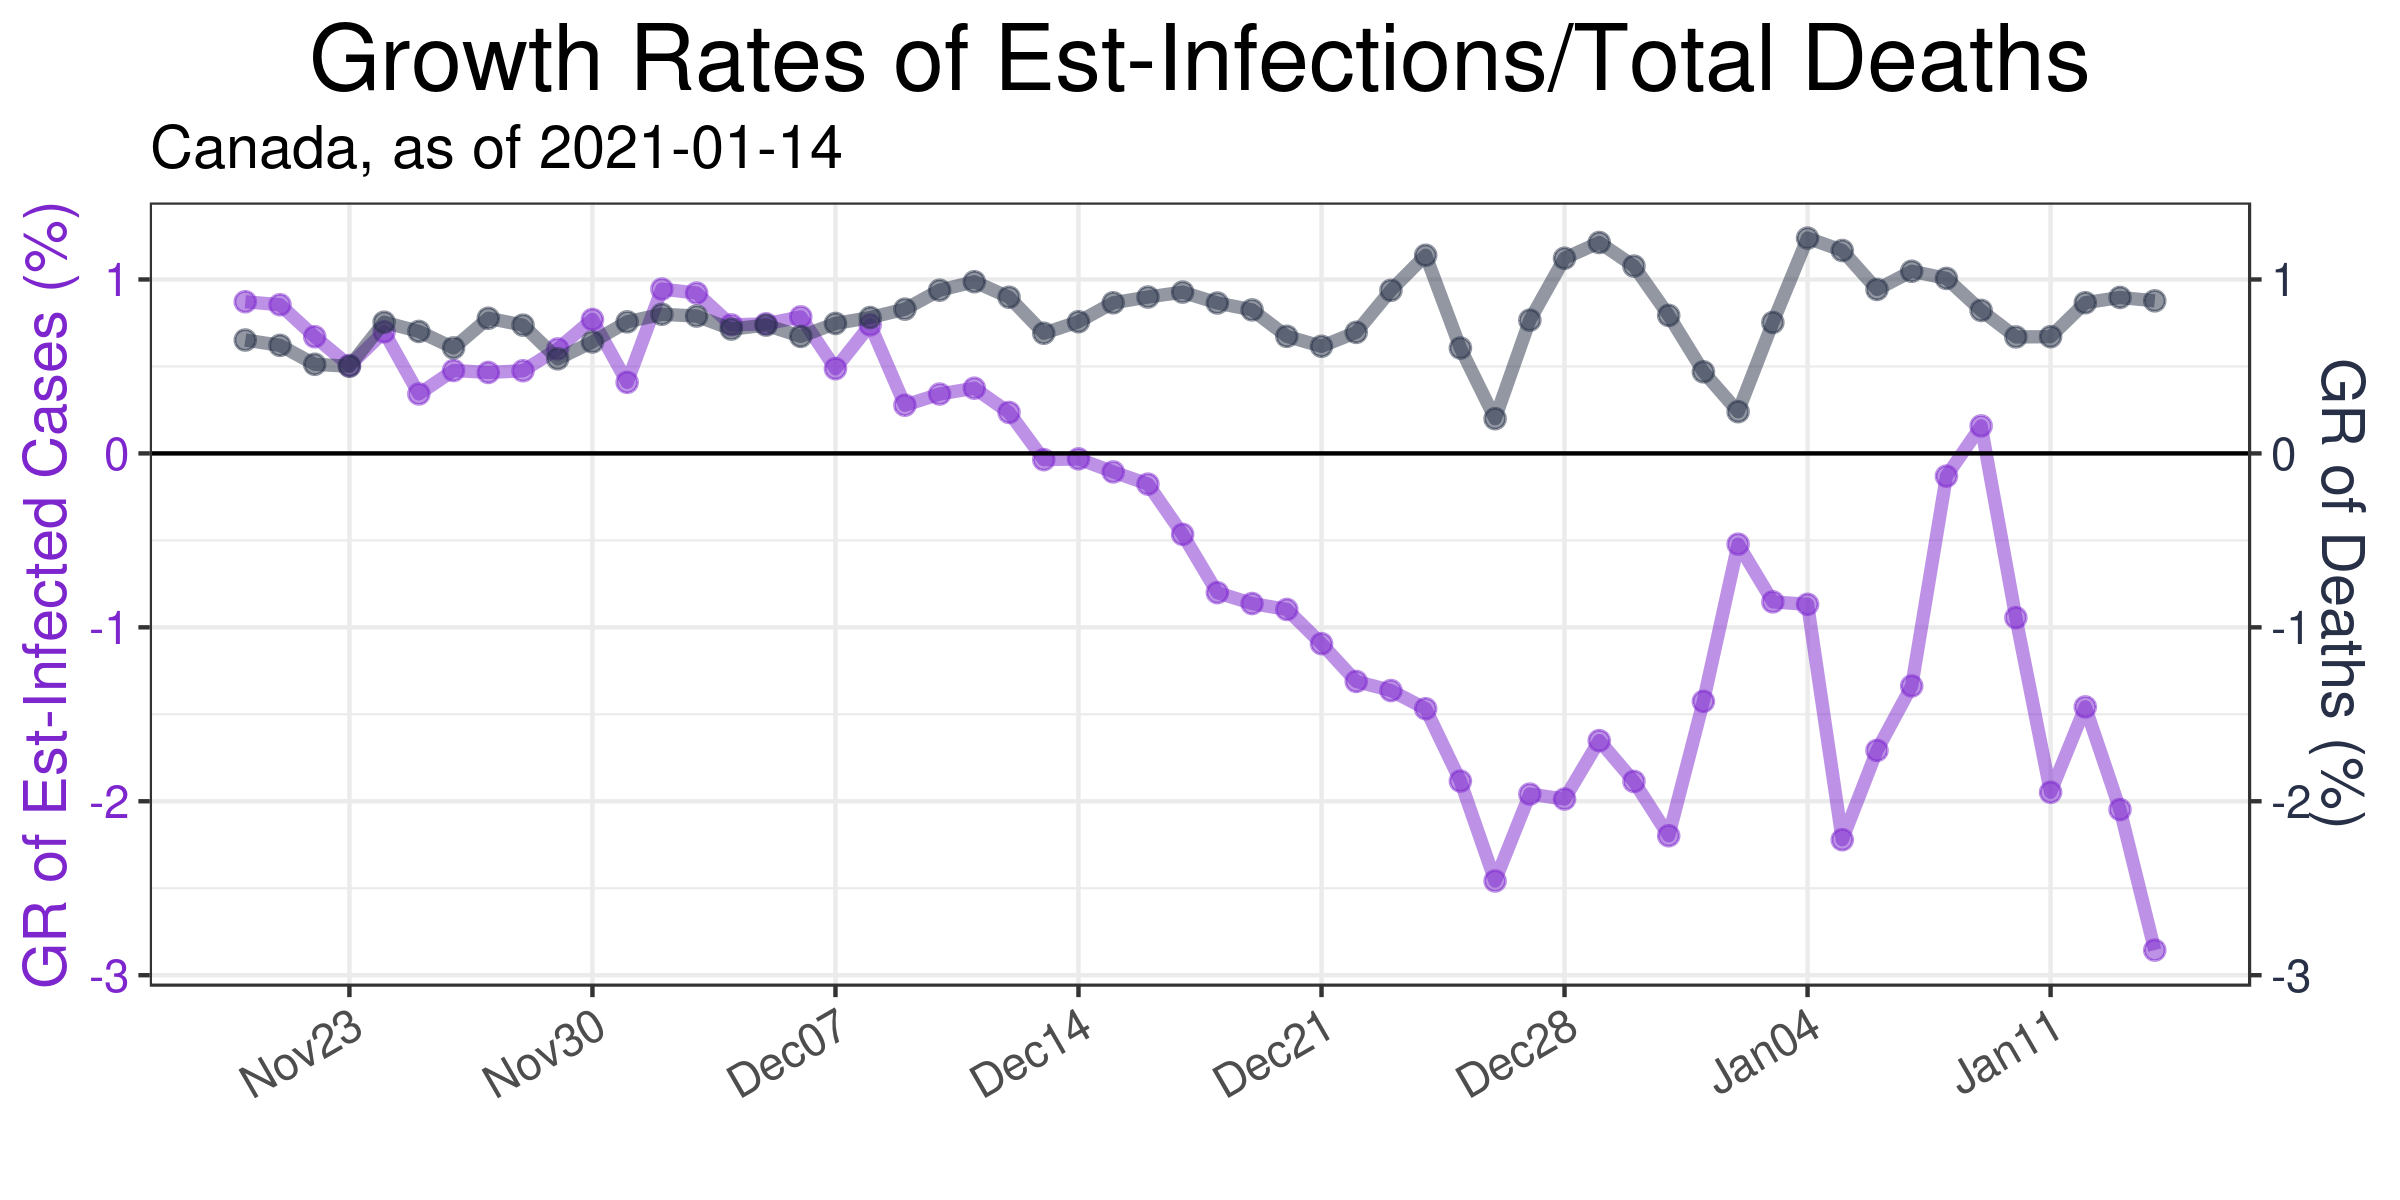 Growth Rates of Est-Infections/Total Deaths
Canada, as of 2021-01-14
GR of Est-Infected Cases (%)
1
0
-1
-2
-3
1
0
-1
-2
-3
GR of Deaths (%)
Nov23
Nov30
Dec07
Dec14
Dec21
Dec28
Jan04
Jan11